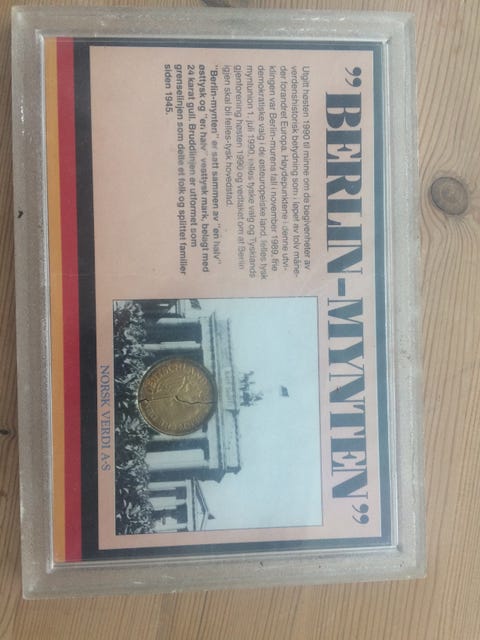 ”BERLIN-MYNTEN”
Utgitt høsten 1990 til minne om de begivenheter av
verdenshistorisk betydning som i løpet av tolv måne-
der forandret Europa. Høydepunktene i denne utvi-
klingen var Berlin-murens fall i november 1989, frie
demokratiske valg i de østeuropeiske land, felles tysk
myntunion 1. juli 1990, felles tyske valg og Tysklands
gjenforening høsten 1990 og vedtaket om at Berlin
igjen skal bli felles-tysk hovedstad.
”Berlin-mynten” er satt sammen av ”en halv”
østtysk og ”en halv” vesttysk mark, belagt med
24 karat gull. Bruddlinjen er utformet som
grenselinjen som delte et folk og splittet familier
siden 1945.
NORSK VERDI A·S